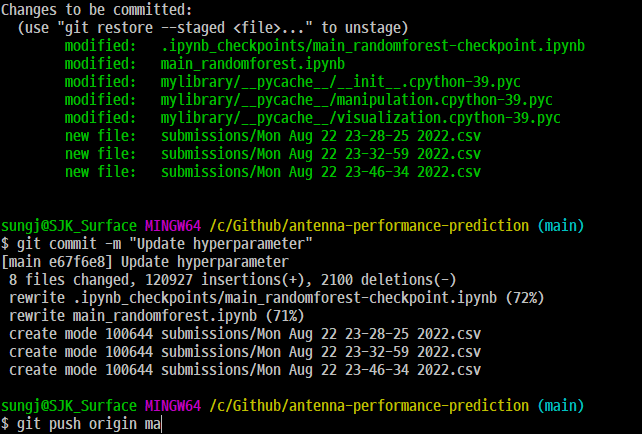 Changes to be committed:
  (use "git restore --staged <file>..." to unstage)
        modified:   .ipynb_checkpoints/main_randomforest-checkpoint.ipynb
        modified:   main_randomforest.ipynb
        modified:   mylibrary/__pycache__/__init__.cpython-39.pyc
        modified:   mylibrary/__pycache__/manipulation.cpython-39.pyc
        modified:   mylibrary/__pycache__/visualization.cpython-39.pyc
        new file:   submissions/Mon Aug 22 23-28-25 2022.csv
        new file:   submissions/Mon Aug 22 23-32-59 2022.csv
        new file:   submissions/Mon Aug 22 23-46-34 2022.csv
sungj@SJK_Surface MINGW64 /c/Github/antenna-performance-prediction (main)
$ git commit -m "Update hyperparameter"
[main e67f6e8] Update hyperparameter
 8 files changed, 120927 insertions(+), 2100 deletions(-)
 rewrite .ipynb_checkpoints/main_randomforest-checkpoint.ipynb (72%)
 rewrite main_randomforest.ipynb (71%)
 create mode 100644 submissions/Mon Aug 22 23-28-25 2022.csv
 create mode 100644 submissions/Mon Aug 22 23-32-59 2022.csv
 create mode 100644 submissions/Mon Aug 22 23-46-34 2022.csv
sungj@SJK_Surface MINGW64 /c/Github/antenna-performance-prediction (main)
$ git push origin ma